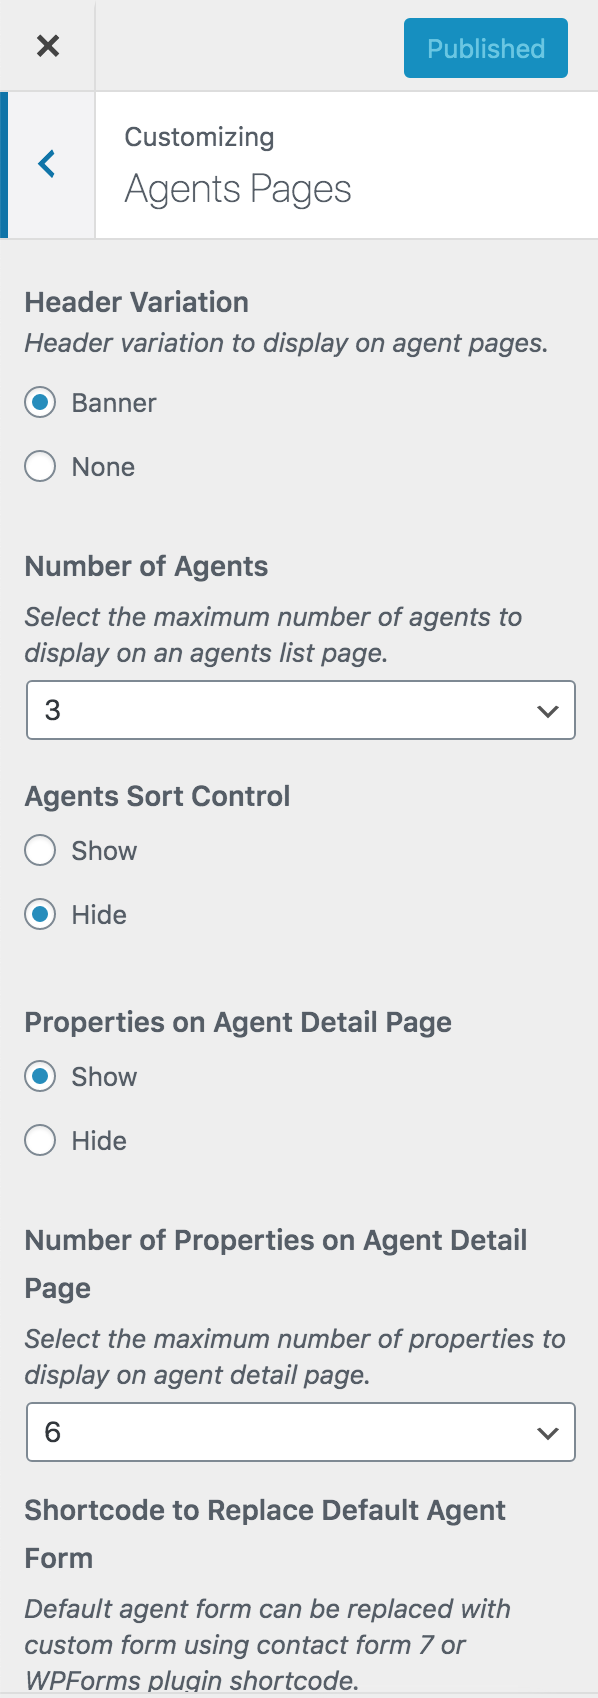 Published
Customizing
Agents Pages
Header Variation
Header variation to display on agent pages.
Banner
None
Number of Agents
Select the maximum number of agents to
display on an agents list page.
3
Agents Sort Control
Show
Hide
Properties on Agent Detail Page
Show
Hide
Number of Properties on Agent Detail
Page
Select the maximum number of properties to
display on agent detail page.
6
Shortcode to Replace Default Agent
Form
Default agent form can be replaced with
custom form using contact form 7 or
WPForms plugin shortcode.